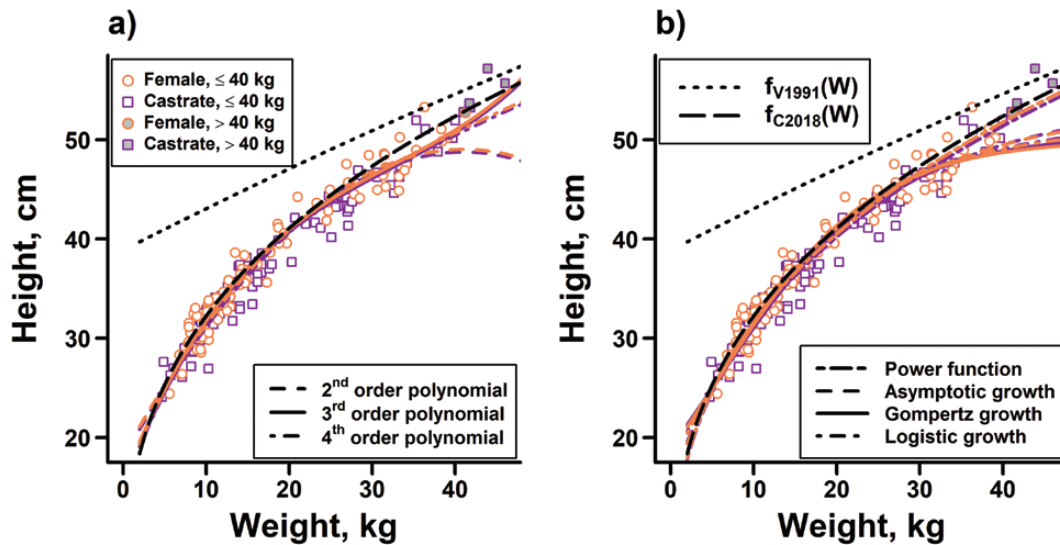 a)
Female, ≤ 40 kg
Castrate, ≤ 40 kg
Female, > 40 kg
Castrate, > 40 kg
2nd order polynomial
3rd order polynomial
4th order polynomial
Height, cm
50
40
30
20
0 10 20 30 40
Weight, kg
b)
fV1991(W)
fC2018(W)
Power function
Asymptotic growth
Gompertz growth
Logistic growth
Height, cm
50
40
30
20
0 10 20 30 40
Weight, kg